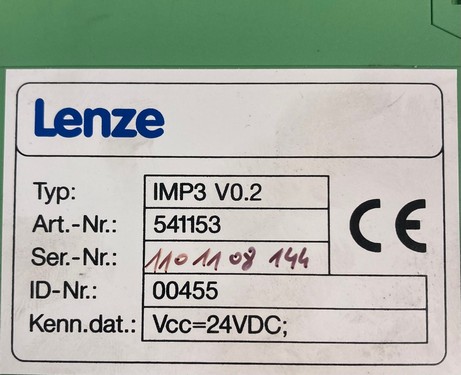 Lenze
Typ: IMP3 V0.2
Art.-Nr.: 541153
Ser.-Nr.: 110 11 08 144
ID-Nr.: 00455
Kenn.dat.: Vcc=24VDC;
CE